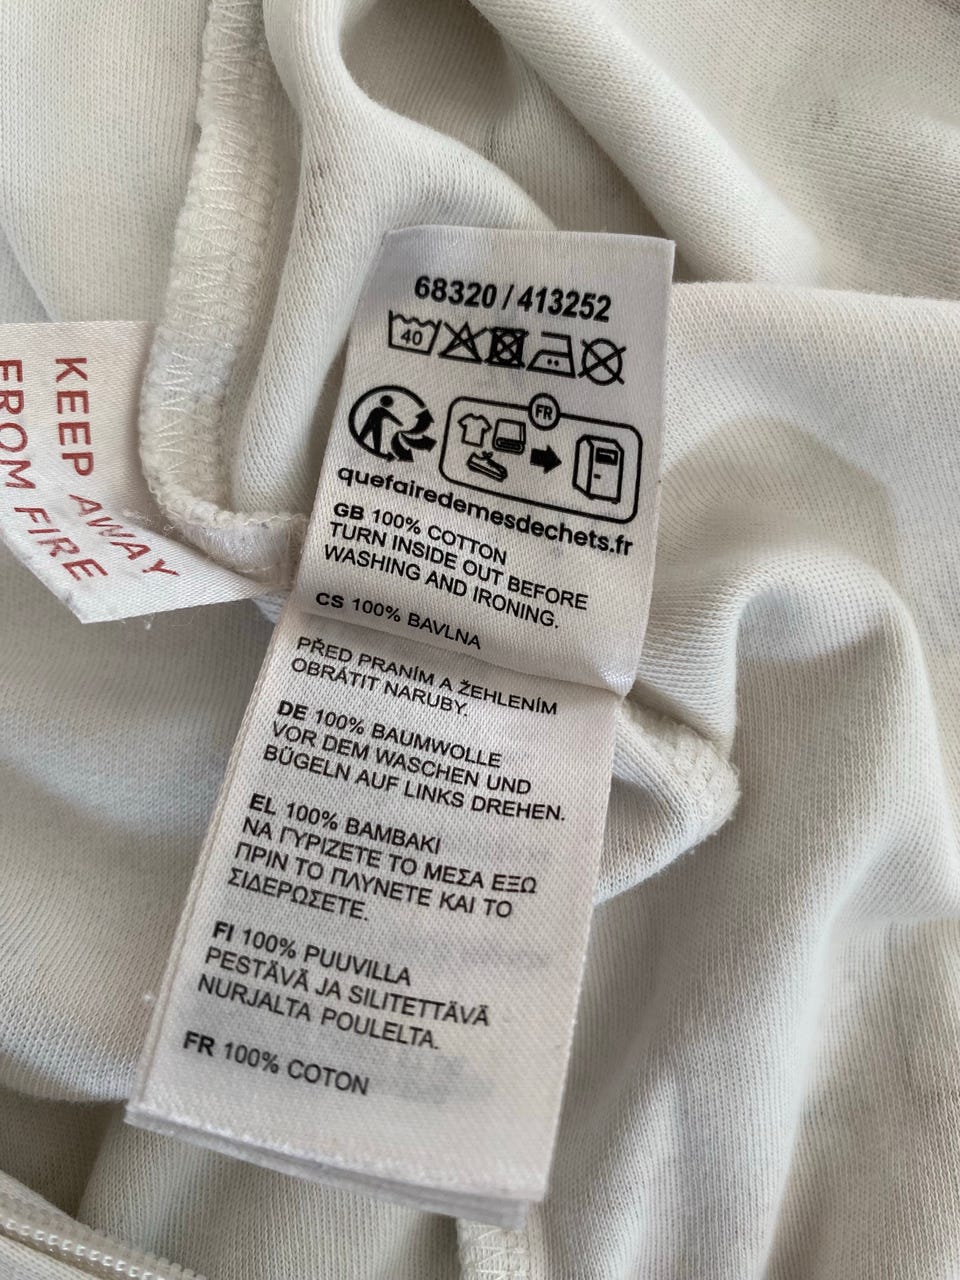 68320 / 413252
40
FR
quefairedemesdechets.fr
GB 100% COTTON
TURN INSIDE OUT BEFORE
WASHING AND IRONING.
CS 100% BAVLNA
PŘED PRANÍM A ŽEHLENÍM
OBRÁTIT NARUBY.
DE 100% BAUMWOLLE
VOR DEM WASCHEN UND
BÜGELN AUF LINKS DREHEN.
EL 100% ΒΑΜΒΑΚΙ
ΝΑ ΓΥΡΙΖΕΤΕ ΤΟ ΜΕΣΑ ΕΞΩ
ΠΡΙΝ ΤΟ ΠΛΥΝΕΤΕ ΚΑΙ ΤΟ
ΣΙΔΕΡΩΣΕΤΕ.
FI 100% PUUVILLA
PESTÄVÄ JA SILITETTÄVÄ
NURJALTA POULELTA.
FR 100% COTON
KEEP AWAY
FROM FIRE